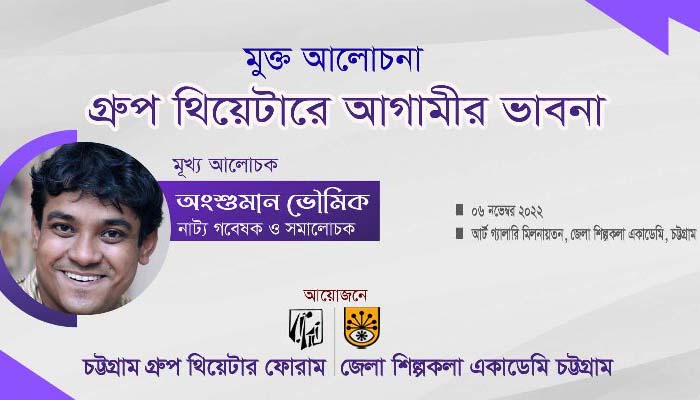 মুক্ত আলোচনা
গ্রুপ থিয়েটারে আগামীর ভাবনা
মূখ্য আলোচক
অংশুমান ভৌমিক
নাট্য গবেষক ও সমালোচক
০৬ নভেম্বর ২০২২
আর্ট গ্যালারি মিলনায়তন, জেলা শিল্পকলা একাডেমি, চট্টগ্রাম
আয়োজনে
চট্টগ্রাম গ্রুপ থিয়েটার ফোরাম
জেলা শিল্পকলা একাডেমি চট্টগ্রাম